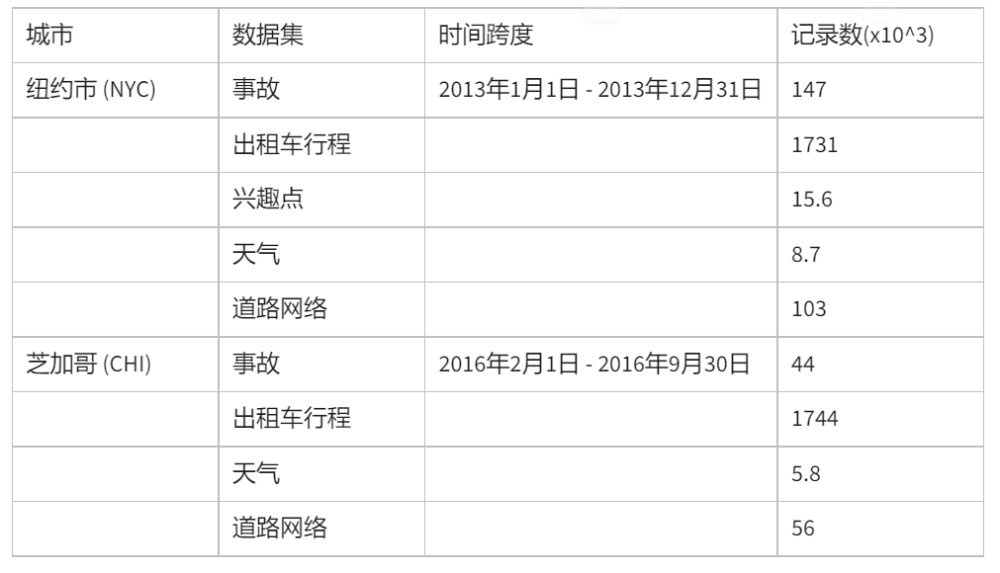 城市 数据集 时间跨度 记录数(x10^3)
纽约市 (NYC) 事故 2013年1月1日 - 2013年12月31日 147
出租车行程 1731
兴趣点 15.6
天气 8.7
道路网络 103
芝加哥 (CHI) 事故 2016年2月1日 - 2016年9月30日 44
出租车行程 1744
天气 5.8
道路网络 56